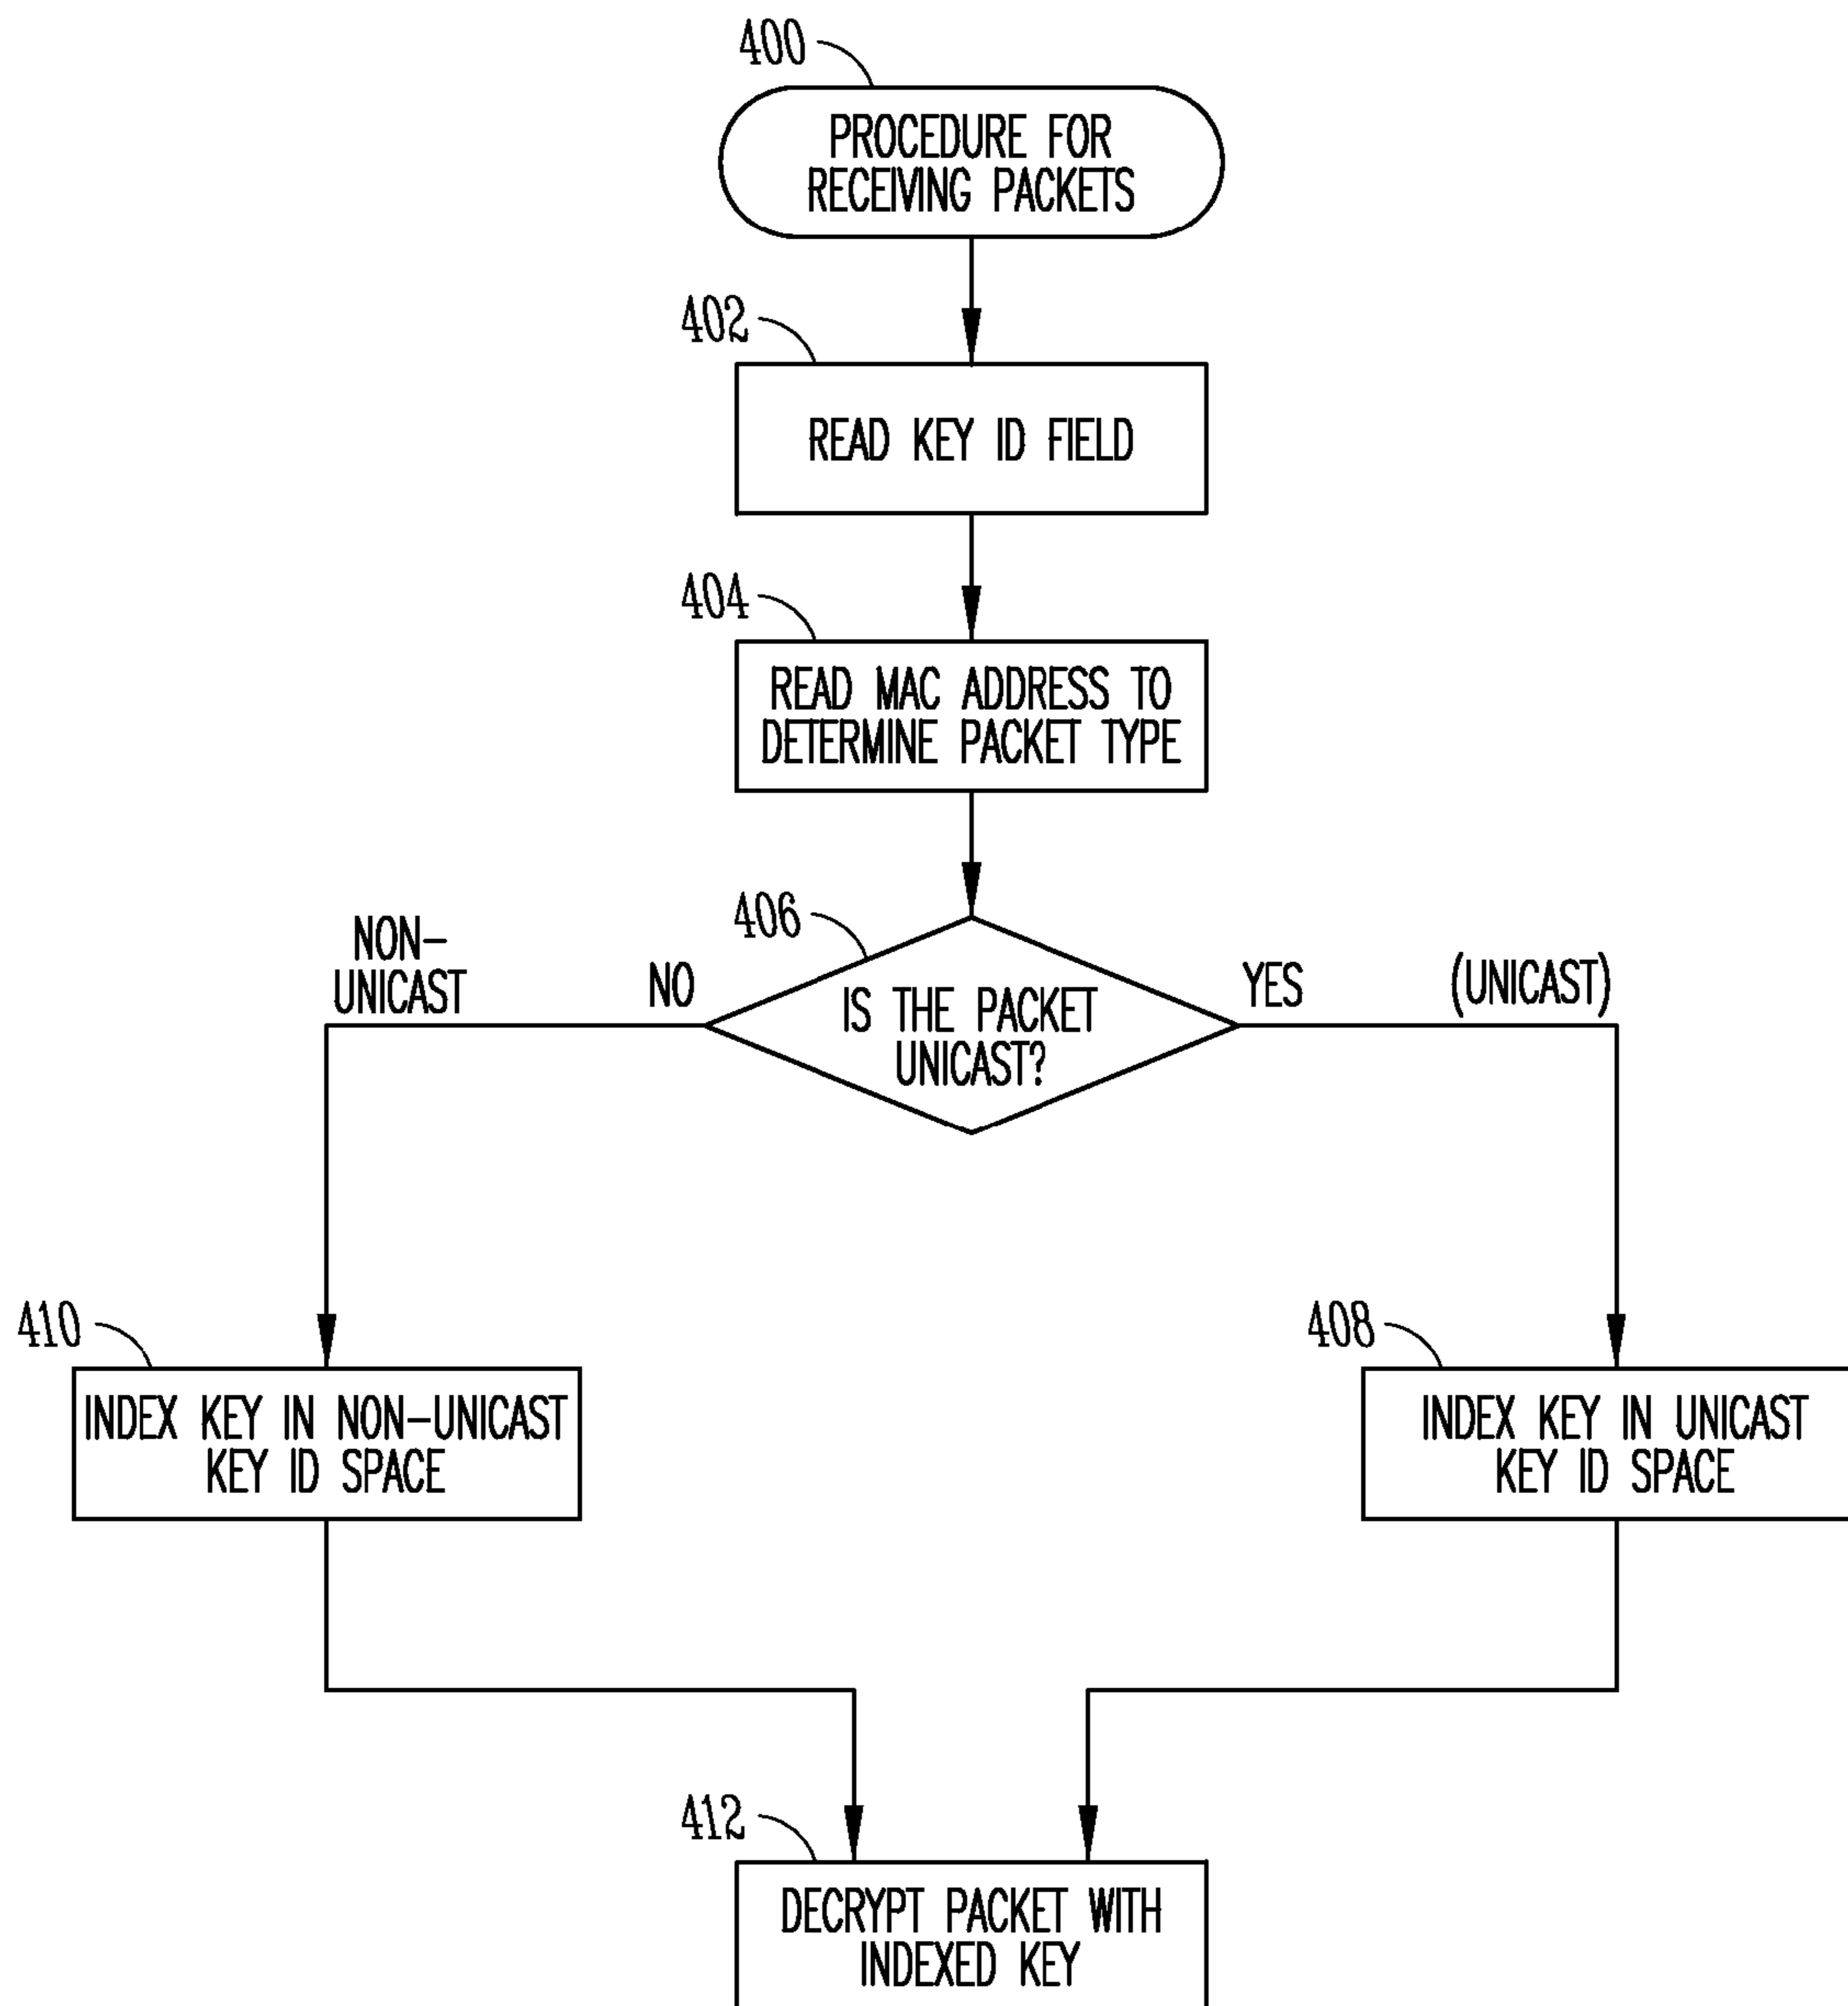 400
PROCEDURE FOR
RECEIVING PACKETS
402
READ KEY ID FIELD
404
READ MAC ADDRESS TO
DETERMINE PACKET TYPE
406
NON-
UNICAST
NO
IS THE PACKET
UNICAST?
YES
(UNICAST)
410
INDEX KEY IN NON-UNICAST
KEY ID SPACE
408
INDEX KEY IN UNICAST
KEY ID SPACE
412
DECRYPT PACKET WITH
INDEXED KEY